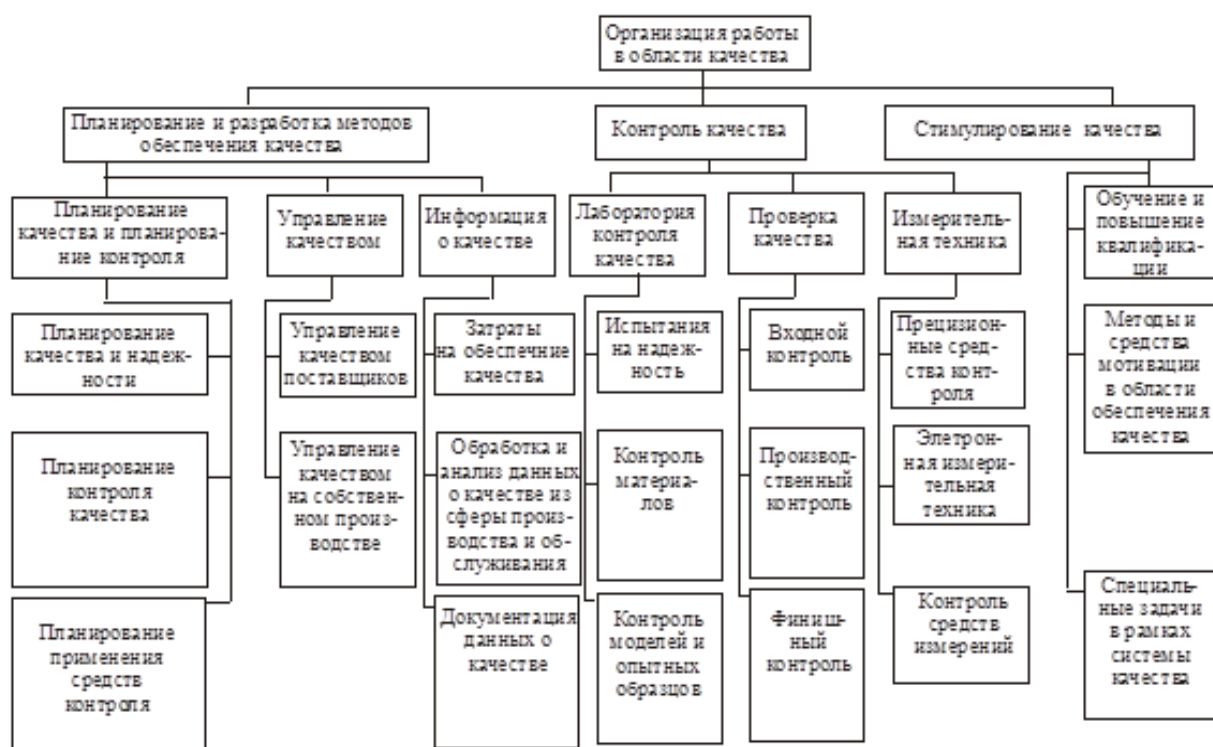 Организация работы
в области качества
Планирование и разработка методов
обеспечения качества
Контроль качества
Стимулирование качества
Планирование
качества и планирова-
ние контроля
Управление
качеством
Информация
о качестве
Лаборатория
контроля
качества
Проверка
качества
Измеритель-
ная техника
Обучение и
повышение
квалифика-
ции
Планирование
качества и надеж-
ности
Управление
качеством
поставщиков
Затраты
на обеспечние
качества
Испытания
на надеж-
ность
Входной
контроль
Прецизион-
ные сред-
ства конт-
роля
Методы и
средства
мотивации
в области
обеспечения
качества
Планирование
контроля
качества
Управление
качеством
на собствен-
ном произ-
водстве
Обработка и
анализ данных
о качестве из
сферы произ-
водства и об-
служивания
Контроль
материа-
лов
Производ-
ственный
контроль
Элетрон-
ная измери-
тельная
техника
Планирование
применения
средств
контроля
Документация
данных о
качестве
Контроль
моделей и
опытных
образцов
Финиш-
ный
контроль
Контроль
средств
измерений
Специаль-
ные задачи
в рамках
системы
качества